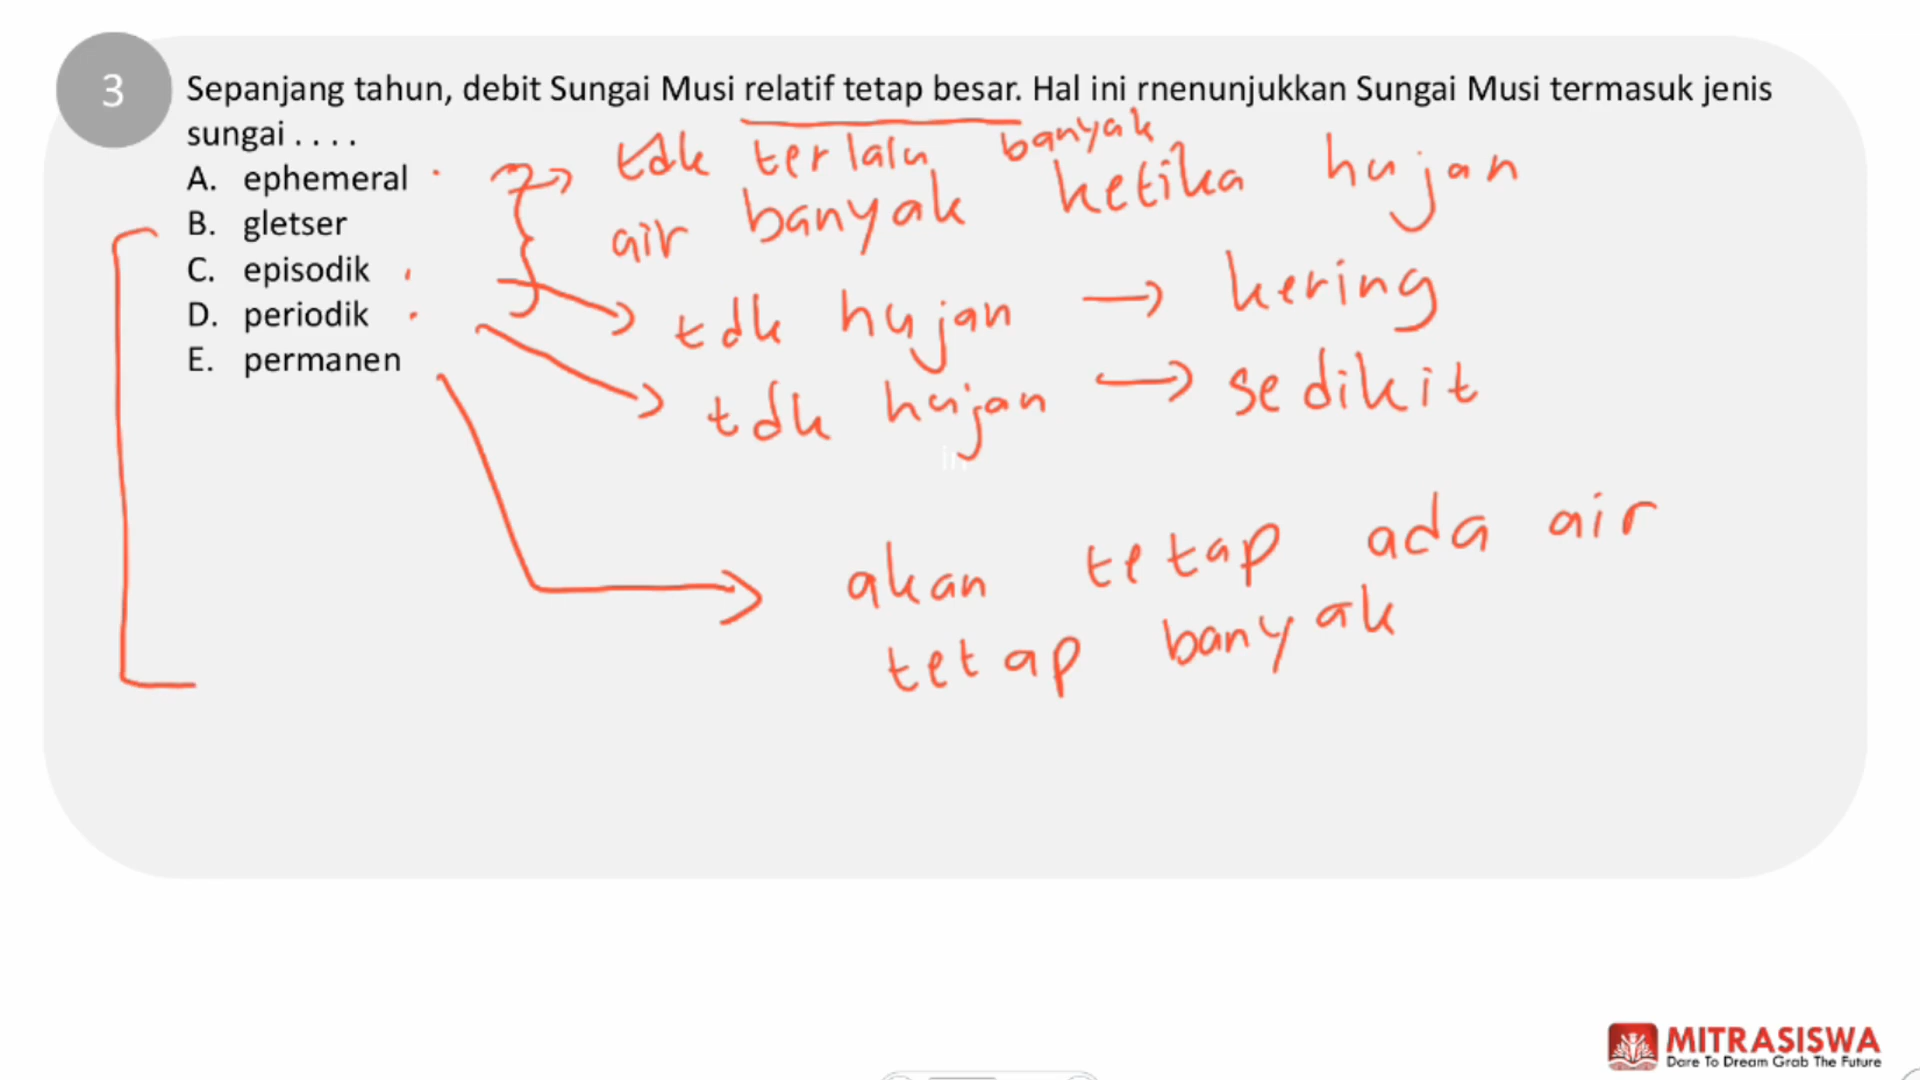 3
Sepanjang tahun, debit Sungai Musi relatif tetap besar. Hal ini rnenunjukkan Sungai Musi termasuk jenis
sungai . . . .
A. ephemeral
B. gletser
C. episodik
D. periodik
E. permanen
tdk terlalu banyak
air banyak ketika hujan
tdk hujan → kering
tdk hujan → sedikit
akan tetap ada air
tetap banyak
MITRASISWA
Dare To Dream Grab The Future